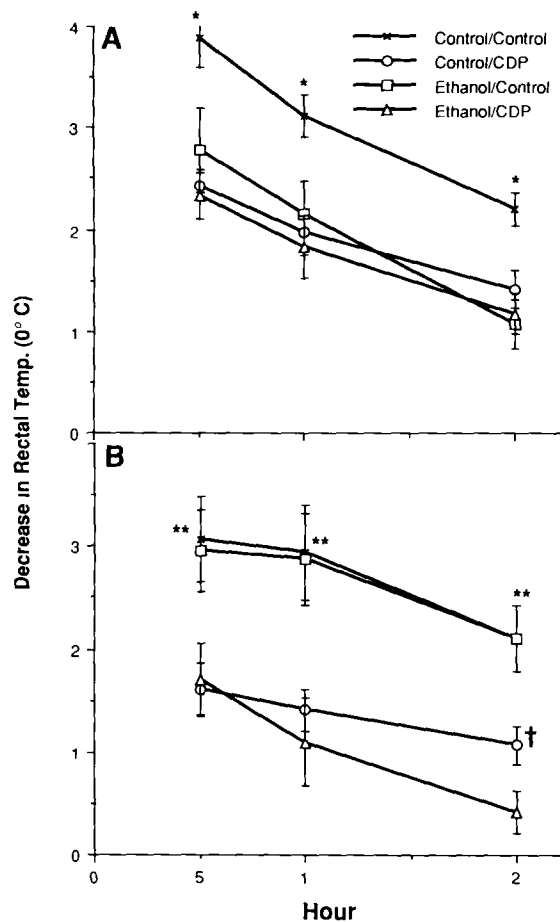 A
*
*
*
Control/Control
Control/CDP
Ethanol/Control
Ethanol/CDP
4
3
2
1
0
Decrease in Rectal Temp. (0° C)
B
**
**
**
†
3
2
1
0
0 5 1 2
Hour